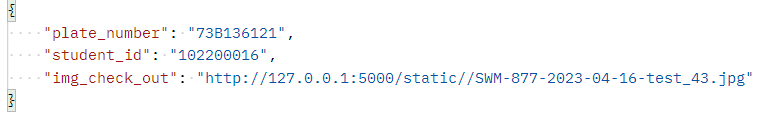 {
"plate_number": "73B136121",
"student_id": "102200016",
"img_check_out": "http://127.0.0.1:5000/static//SWM-877-2023-04-16-test_43.jpg"
}